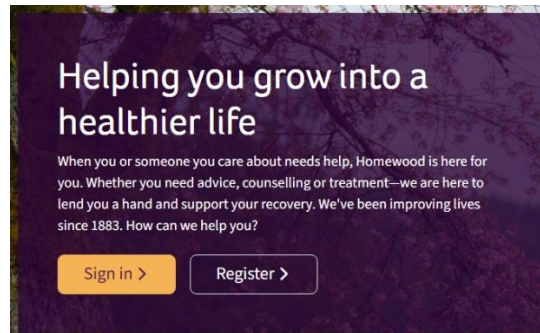 Helping you grow into a
healthier life
When you or someone you care about needs help, Homewood is here for
you. Whether you need advice, counselling or treatment—we are here to
lend you a hand and support your recovery. We've been improving lives
since 1883. How can we help you?
Sign in >
Register >